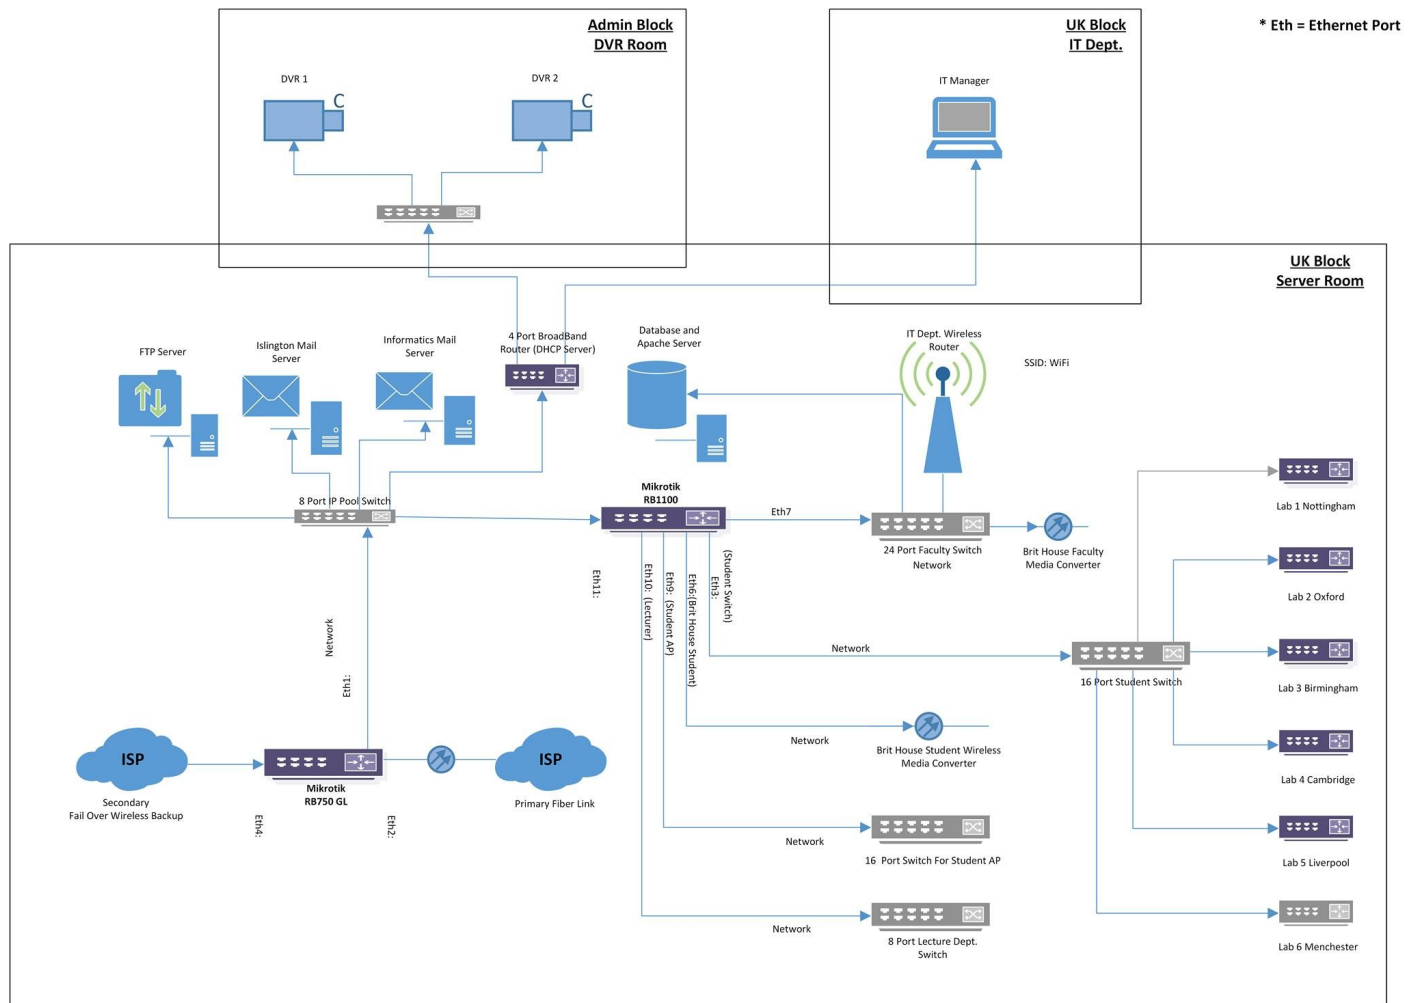 Admin Block
DVR Room
UK Block
IT Dept.
* Eth = Ethernet Port
DVR 1
C
DVR 2
C
IT Manager
UK Block
Server Room
FTP Server
Islington Mail
Server
Informatics Mail
Server
4 Port BroadBand
Router (DHCP Server)
Database and
Apache Server
IT Dept. Wireless
Router
SSID: WiFi
8 Port IP Pool Switch
Mikrotik
RB1100
Eth7
24 Port Faculty Switch
Network
Brit House Faculty
Media Converter
Lab 1 Nottingham
Lab 2 Oxford
Lab 3 Birmingham
Lab 4 Cambridge
Lab 5 Liverpool
Lab 6 Menchester
Eth11:
Eth10: (Lecturer)
Eth9: (Student AP)
Eth6:(Brit House Student)
Eth3:
(Student Switch)
Network
16 Port Student Switch
Network
Eth1:
Network
Brit House Student Wireless
Media Converter
ISP
Secondary
Fail Over Wireless Backup
Mikrotik
RB750 GL
Eth4:
Eth2:
ISP
Primary Fiber Link
Network
16 Port Switch For Student AP
Network
8 Port Lecture Dept.
Switch